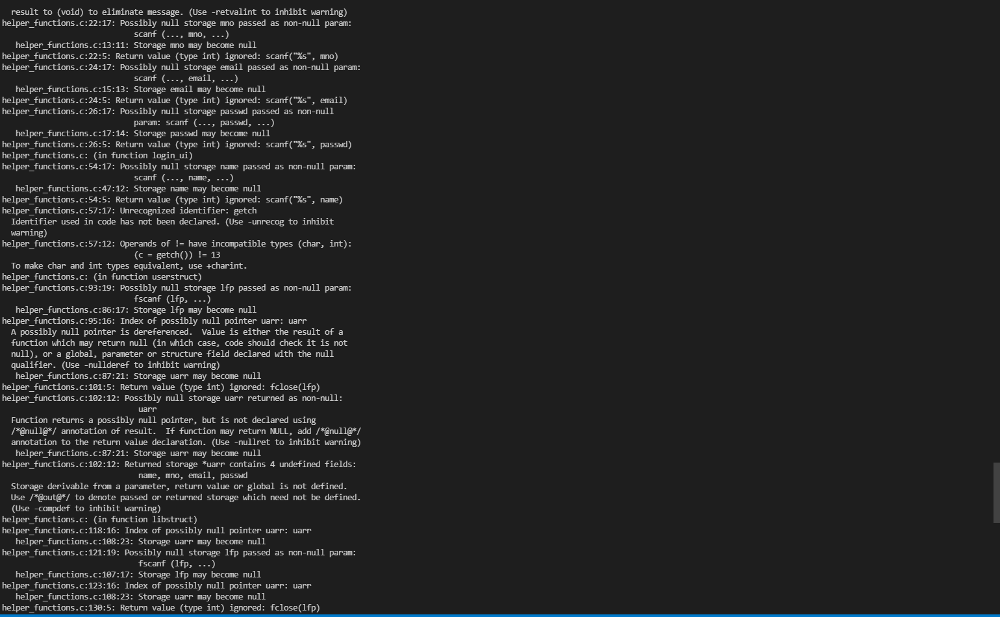 result to (void) to eliminate message. (Use -retvalint to inhibit warning)
helper_functions.c:22:17: Possibly null storage mno passed as non-null param:
scanf (..., mno, ...)
helper_functions.c:13:11: Storage mno may become null
helper_functions.c:22:5: Return value (type int) ignored: scanf("%s", mno)
helper_functions.c:24:17: Possibly null storage email passed as non-null param:
scanf (..., email, ...)
helper_functions.c:15:13: Storage email may become null
helper_functions.c:24:5: Return value (type int) ignored: scanf("%s", email)
helper_functions.c:26:17: Possibly null storage passwd passed as non-null
param: scanf (..., passwd, ...)
helper_functions.c:17:14: Storage passwd may become null
helper_functions.c:26:5: Return value (type int) ignored: scanf("%s", passwd)
helper_functions.c: (in function login_ui)
helper_functions.c:54:17: Possibly null storage name passed as non-null param:
scanf (..., name, ...)
helper_functions.c:47:12: Storage name may become null
helper_functions.c:54:5: Return value (type int) ignored: scanf("%s", name)
helper_functions.c:57:17: Unrecognized identifier: getch
Identifier used in code has not been declared. (Use -unrecog to inhibit
warning)
helper_functions.c:57:12: Operands of != have incompatible types (char, int):
(c = getch()) != 13
To make char and int types equivalent, use +charint.
helper_functions.c: (in function userstruct)
helper_functions.c:93:19: Possibly null storage lfp passed as non-null param:
fscanf (lfp, ...)
helper_functions.c:86:17: Storage lfp may become null
helper_functions.c:95:16: Index of possibly null pointer uarr: uarr
A possibly null pointer is dereferenced.  Value is either the result of a
function which may return null (in which case, code should check it is not
null), or a global, parameter or structure field declared with the null
qualifier. (Use -nullderef to inhibit warning)
helper_functions.c:87:21: Storage uarr may become null
helper_functions.c:101:5: Return value (type int) ignored: fclose(lfp)
helper_functions.c:102:12: Possibly null storage uarr returned as non-null:
uarr
Function returns a possibly null pointer, but is not declared using
/*@null@*/ annotation of result.  If function may return NULL, add /*@null@*/
annotation to the return value declaration. (Use -nullret to inhibit warning)
helper_functions.c:87:21: Storage uarr may become null
helper_functions.c:102:12: Returned storage *uarr contains 4 undefined fields:
name, mno, email, passwd
Storage derivable from a parameter, return value or global is not defined.
Use /*@out@*/ to denote passed or returned storage which need not be defined.
(Use -compdef to inhibit warning)
helper_functions.c: (in function libstruct)
helper_functions.c:118:16: Index of possibly null pointer uarr: uarr
helper_functions.c:108:23: Storage uarr may become null
helper_functions.c:121:19: Possibly null storage lfp passed as non-null param:
fscanf (lfp, ...)
helper_functions.c:107:17: Storage lfp may become null
helper_functions.c:123:16: Index of possibly null pointer uarr: uarr
helper_functions.c:108:23: Storage uarr may become null
helper_functions.c:130:5: Return value (type int) ignored: fclose(lfp)